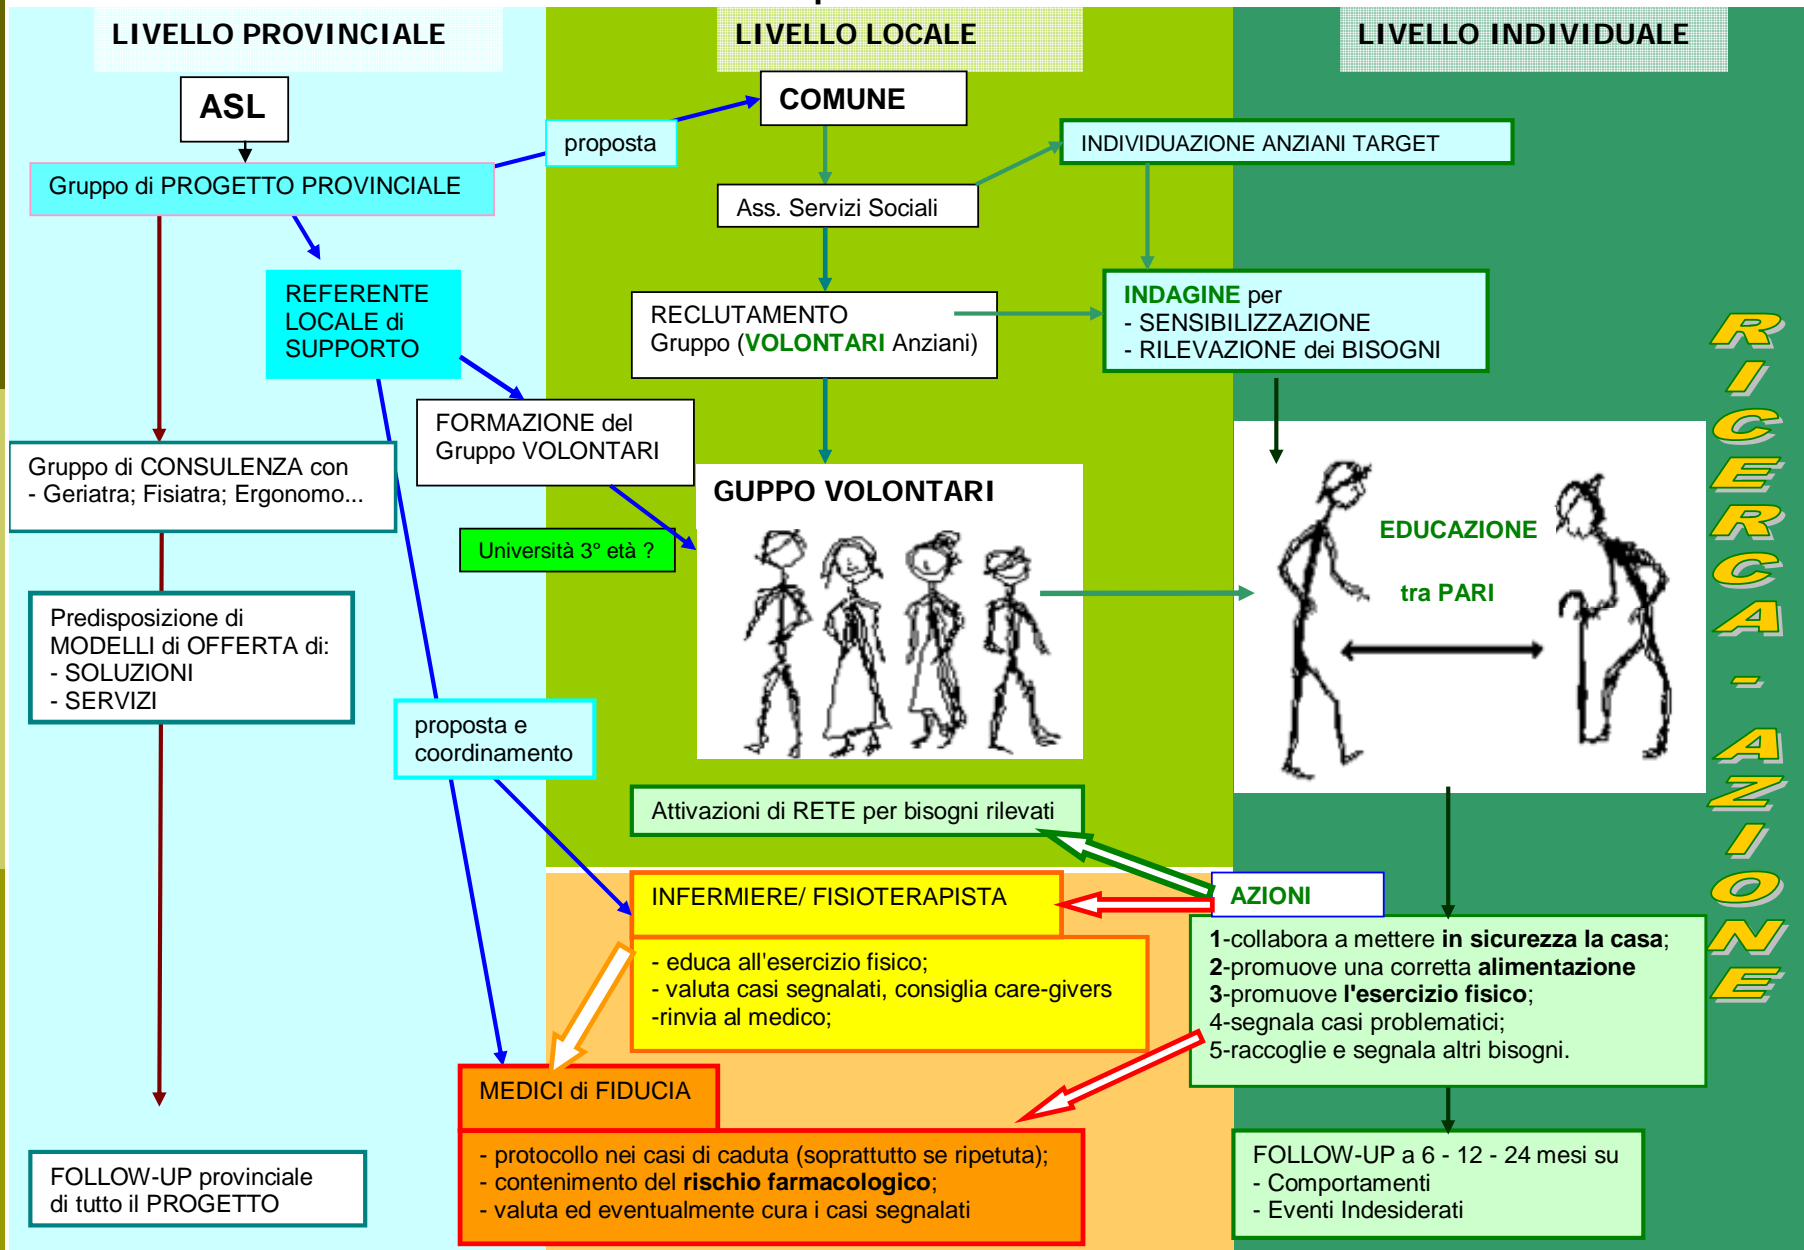 LIVELLO PROVINCIALE
LIVELLO LOCALE
LIVELLO INDIVIDUALE
ASL
COMUNE
proposta
INDIVIDUAZIONE ANZIANI TARGET
Gruppo di PROGETTO PROVINCIALE
Ass. Servizi Sociali
REFERENTE
LOCALE di
SUPPORTO
RECLUTAMENTO
Gruppo (VOLONTARI Anziani)
INDAGINE per
- SENSIBILIZZAZIONE
- RILEVAZIONE dei BISOGNI
FORMAZIONE del
Gruppo VOLONTARI
Gruppo di CONSULENZA con
- Geriatra; Fisiatra; Ergonomo...
GUPPO VOLONTARI
Università 3° età ?
EDUCAZIONE
tra PARI
Predisposizione di
MODELLI di OFFERTA di:
- SOLUZIONI
- SERVIZI
proposta e
coordinamento
Attivazioni di RETE per bisogni rilevati
INFERMIERE/ FISIOTERAPISTA
- educa all'esercizio fisico;
- valuta casi segnalati, consiglia care-givers
-rinvia al medico;
AZIONI
1-collabora a mettere in sicurezza la casa;
2-promuove una corretta alimentazione
3-promuove l'esercizio fisico;
4-segnala casi problematici;
5-raccoglie e segnala altri bisogni.
MEDICI di FIDUCIA
- protocollo nei casi di caduta (soprattutto se ripetuta);
- contenimento del rischio farmacologico;
- valuta ed eventualmente cura i casi segnalati
FOLLOW-UP provinciale
di tutto il PROGETTO
FOLLOW-UP a 6 - 12 - 24 mesi su
- Comportamenti
- Eventi Indesiderati
RICERCA - AZIONE